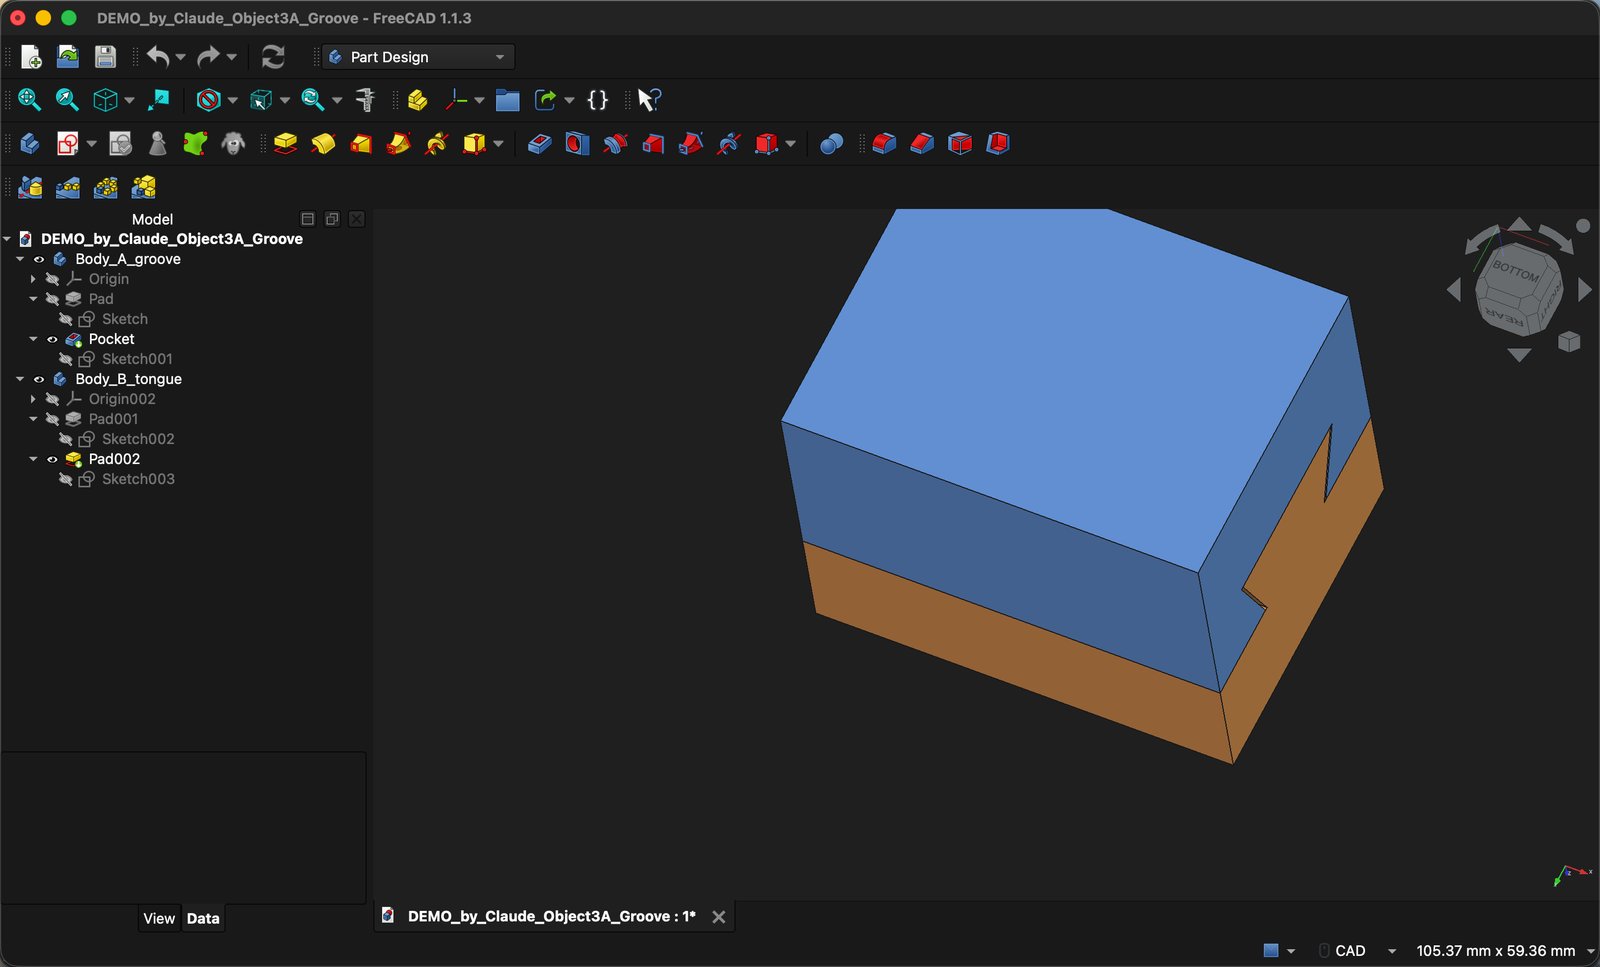 DEMO_by_Claude_Object3A_Groove - FreeCAD 1.1.3
Part Design
Model
DEMO_by_Claude_Object3A_Groove
Body_A_groove
Origin
Pad
Sketch
Pocket
Sketch001
Body_B_tongue
Origin002
Pad001
Sketch002
Pad002
Sketch003
BOTTOM
RIGHT
REAR
View Data
DEMO_by_Claude_Object3A_Groove : 1*
CAD
105.37 mm x 59.36 mm